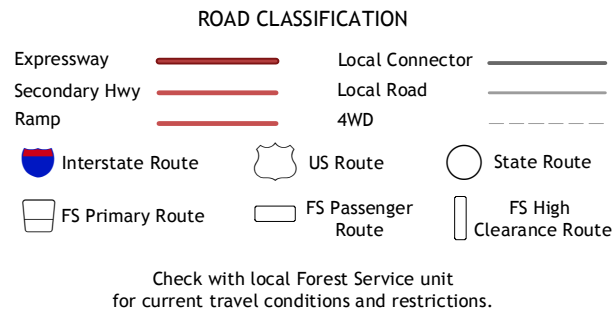 ROAD CLASSIFICATION
Expressway
Local Connector
Secondary Hwy
Local Road
Ramp
4WD
Interstate Route
US Route
State Route
FS Primary Route
FS Passenger
Route
FS High
Clearance Route
Check with local Forest Service unit
for current travel conditions and restrictions.